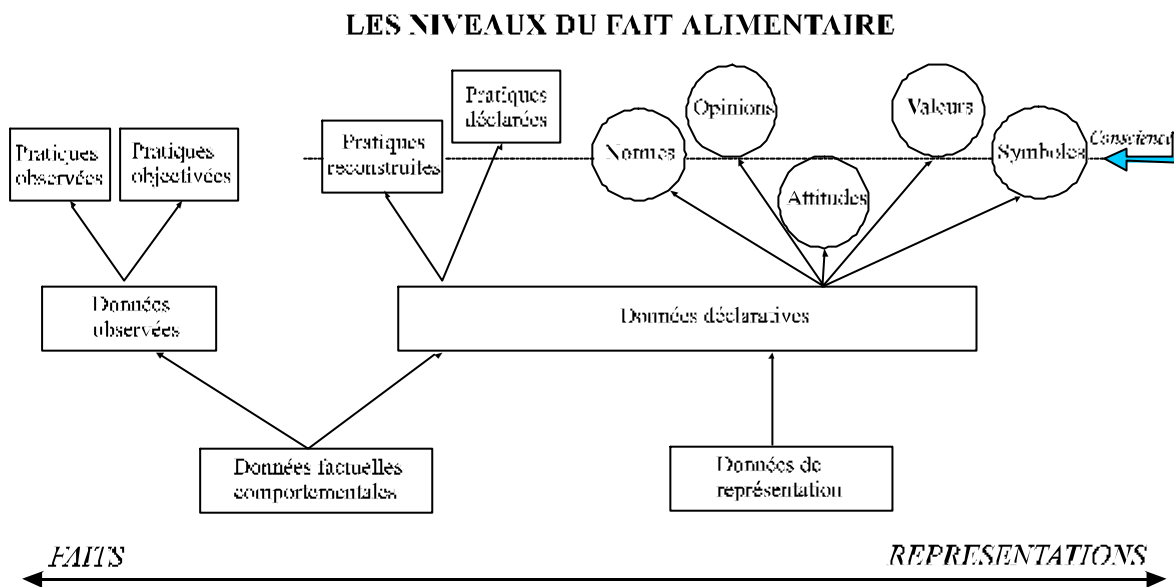 LES NIVEAUX DU FAIT ALIMENTAIRE
Pratiques
observées
Pratiques
objectivées
Pratiques
reconstruites
Pratiques
déclarées
Normes
Opinions
Attitudes
Valeurs
Symboles
Conscience
Données
observées
Données déclaratives
Données factuelles
comportementales
Données de
représentation
FAITS
REPRESENTATIONS